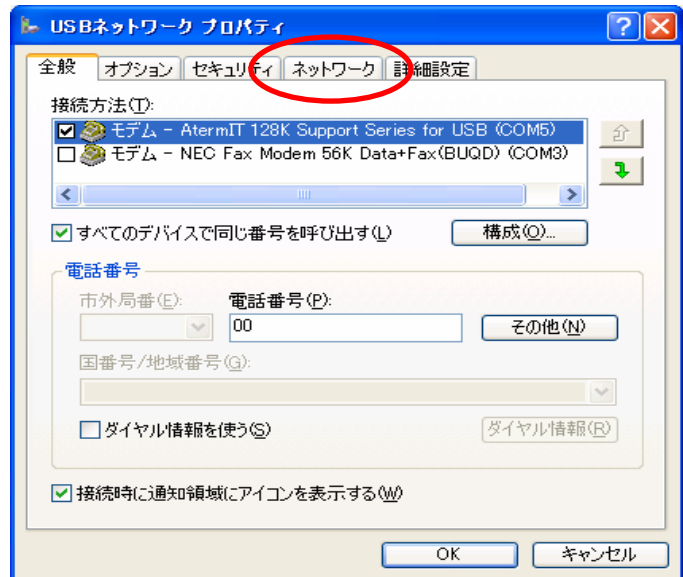 USBネットワーク プロパティ
全般 オプション セキュリティ ネットワーク 詳細設定
接続方法(T):
モデム - AtermIT 128K Support Series for USB (COM5)
モデム - NEC Fax Modem 56K Data+Fax(BUQD) (COM3)
すべてのデバイスで同じ番号を呼び出す(L) 構成(O)...
電話番号
市外局番(E): 電話番号(P):
00 その他(N)
国番号/地域番号(G):
ダイヤル情報を使う(S) ダイヤル情報(R)
接続時に通知領域にアイコンを表示する(W)
OK キャンセル